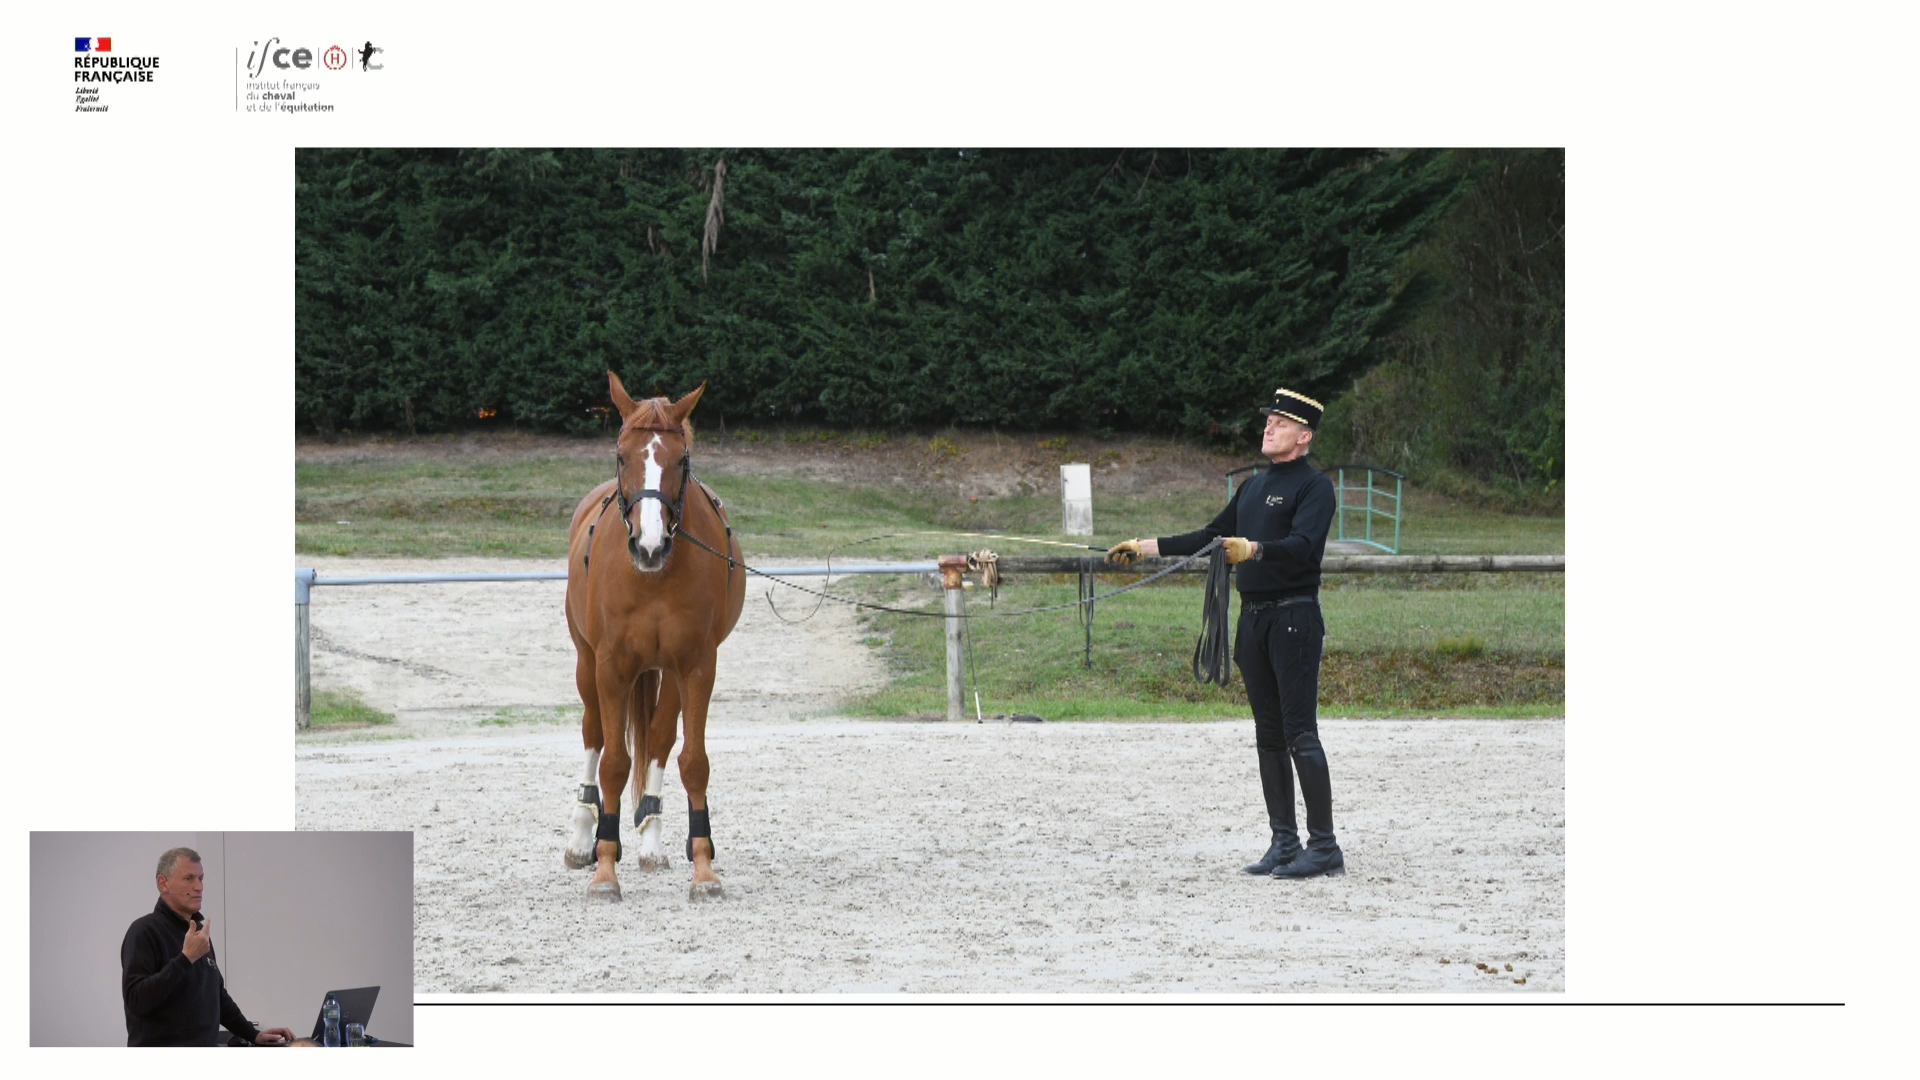 RÉPUBLIQUE
FRANÇAISE
Liberté
Égalité
Fraternité
ifce H
institut français
du cheval
et de l'équitation